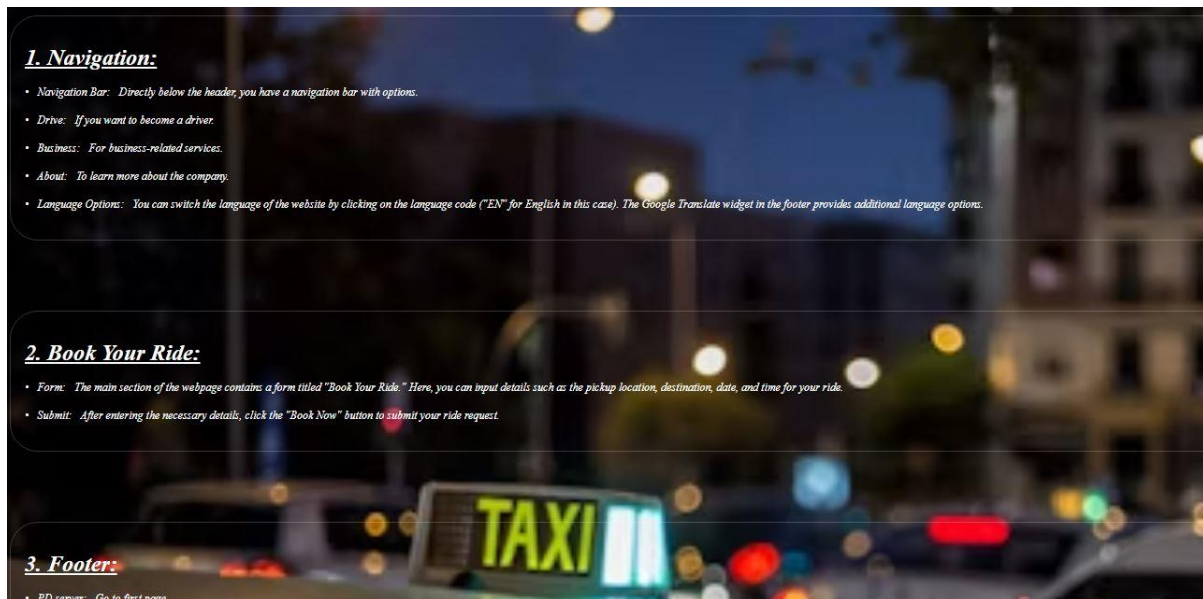 1. Navigation:
• Navigation Bar: Directly below the header, you have a navigation bar with options.
• Drive: If you want to become a driver.
• Business: For business-related services.
• About: To learn more about the company.
• Language Options: You can switch the language of the website by clicking on the language code ("EN" for English in this case). The Google Translate widget in the footer provides additional language options.
2. Book Your Ride:
• Form: The main section of the webpage contains a form titled "Book Your Ride." Here, you can input details such as the pickup location, destination, date, and time for your ride.
• Submit: After entering the necessary details, click the "Book Now" button to submit your ride request.
TAXI
3. Footer:
• PD server: Go to first page